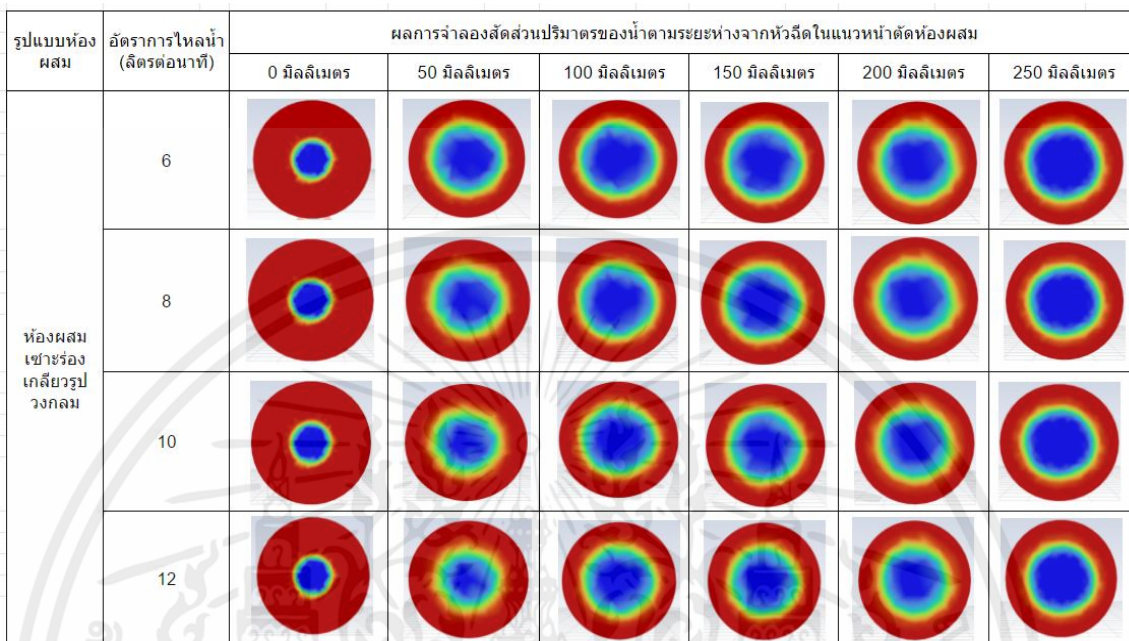 รูปแบบห้อง
ผสม
อัตราการไหลน้ำ
(ลิตรต่อนาที)
ผลการจำลองสัดส่วนปริมาตรของน้ำตามระยะห่างจากหัวฉีดในแนวหน้าตัดห้องผสม
0 มิลลิเมตร
50 มิลลิเมตร
100 มิลลิเมตร
150 มิลลิเมตร
200 มิลลิเมตร
250 มิลลิเมตร
ห้องผสม
เซาะร่อง
เกลียวรูป
วงกลม
6
8
10
12